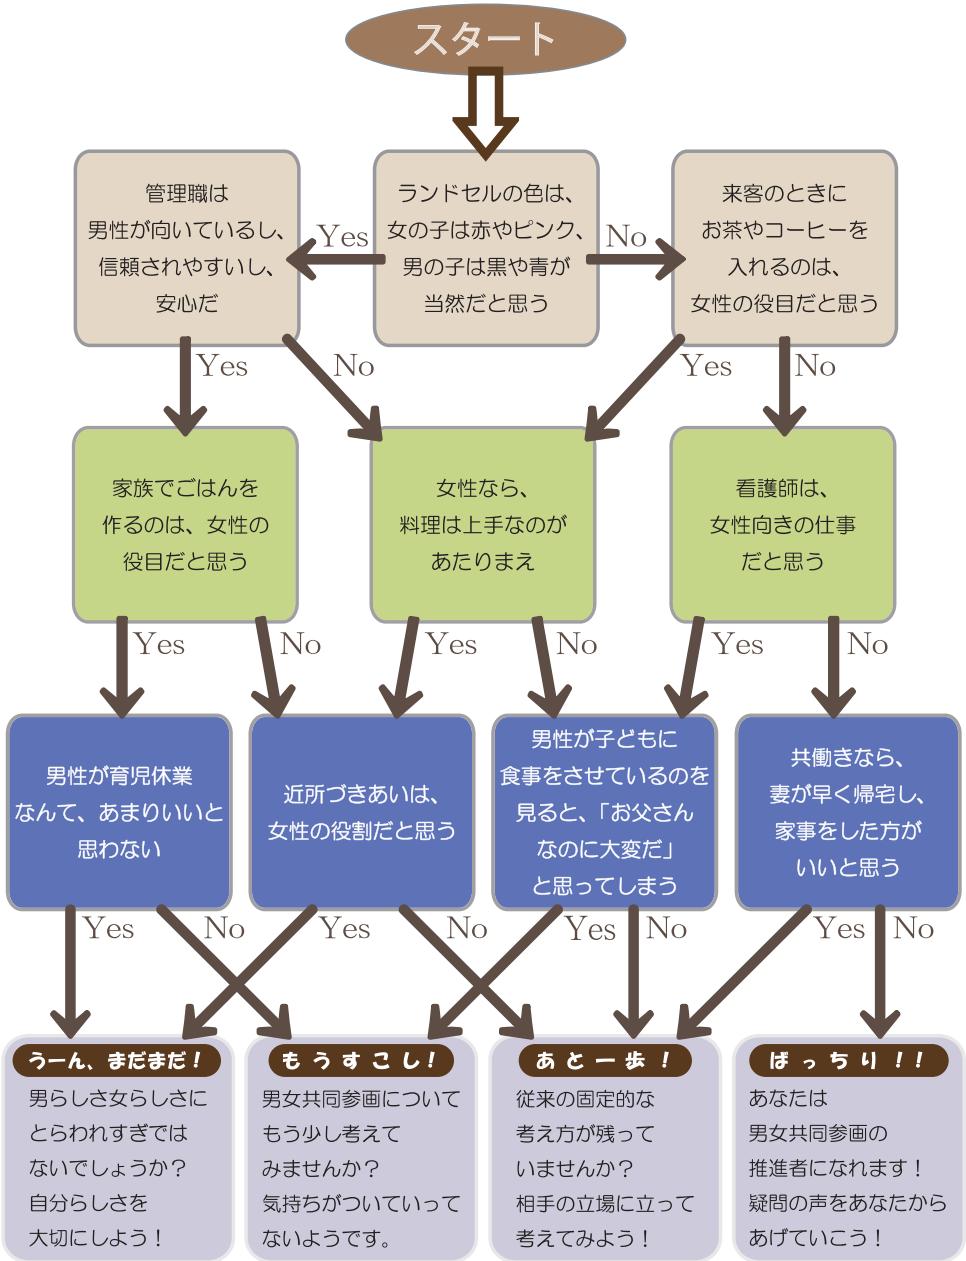 スタート
管理職は
男性が向いているし、
信頼されやすいし、
安心だ
Yes
ランドセルの色は、
女の子は赤やピンク、
男の子は黒や青が
当然だと思う
No
来客のときに
お茶やコーヒーを
入れるのは、
女性の役目だと思う
Yes
No
Yes
No
家族でごはんを
作るのは、女性の
役目だと思う
女性なら、
料理は上手なのが
あたりまえ
看護師は、
女性向きの仕事
だと思う
Yes
No
Yes
No
Yes
No
男性が育児休業
なんて、あまりいいと
思わない
近所づきあいは、
女性の役割だと思う
男性が子どもに
食事をさせているのを
見ると、「お父さん
なのに大変だ」
と思ってしまう
共働きなら、
妻が早く帰宅し、
家事をした方が
いいと思う
Yes
No
Yes
No
Yes
No
Yes
No
うーん、まだまだ！
男らしさ女らしさに
とらわれすぎでは
ないでしょうか？
自分らしさを
大切にしよう！
もうすこし！
男女共同参画について
もう少し考えて
みませんか？
気持ちがついていって
ないようです。
あと一歩！
従来の固定的な
考え方が残って
いませんか？
相手の立場に立って
考えてみよう！
ばっちり！！
あなたは
男女共同参画の
推進者になれます！
疑問の声をあなたから
あげていこう！